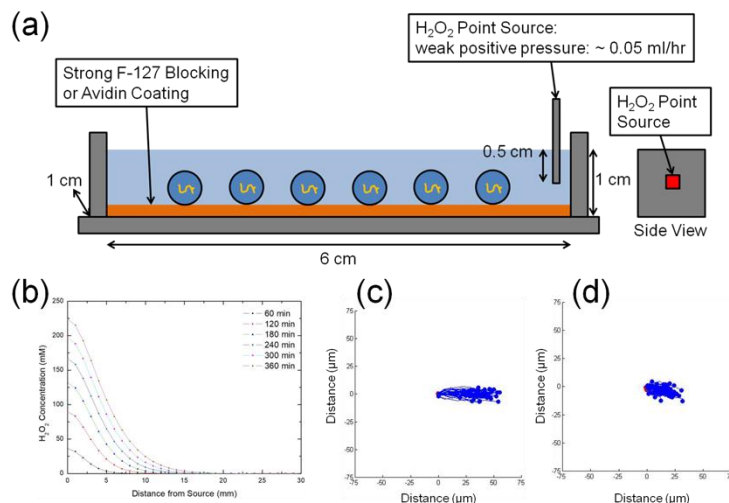 (a)
H₂O₂ Point Source:
weak positive pressure: ~ 0.05 ml/hr
Strong F-127 Blocking
or Avidin Coating
H₂O₂ Point
Source
0.5 cm
1 cm
1 cm
Side View
6 cm
(b)
(c)
(d)
250
200
150
100
50
0
H₂O₂ Concentration (mM)
60 min
120 min
180 min
240 min
300 min
360 min
0 5 10 15 20 25 30
Distance from Source (mm)
75
50
25
0
-25
-50
-75
Distance (µm)
-75 -50 -25 0 25 50 75
Distance (µm)
75
50
25
0
-25
-50
-75
Distance (µm)
-75 -50 -25 0 25 50 75
Distance (µm)